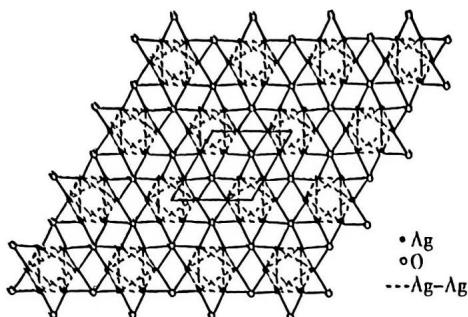 • Ag
○ O
--- Ag-Ag